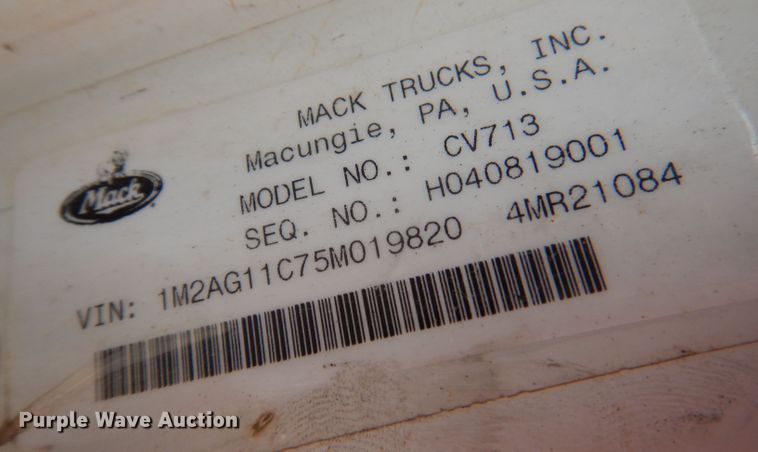 MACK TRUCKS, INC.
Macungie, PA, U.S.A.
MODEL NO.: CV713
SEQ. NO.: H040819001
VIN: 1M2AG11C75M019820 4MR21084
Mack
Purple Wave Auction